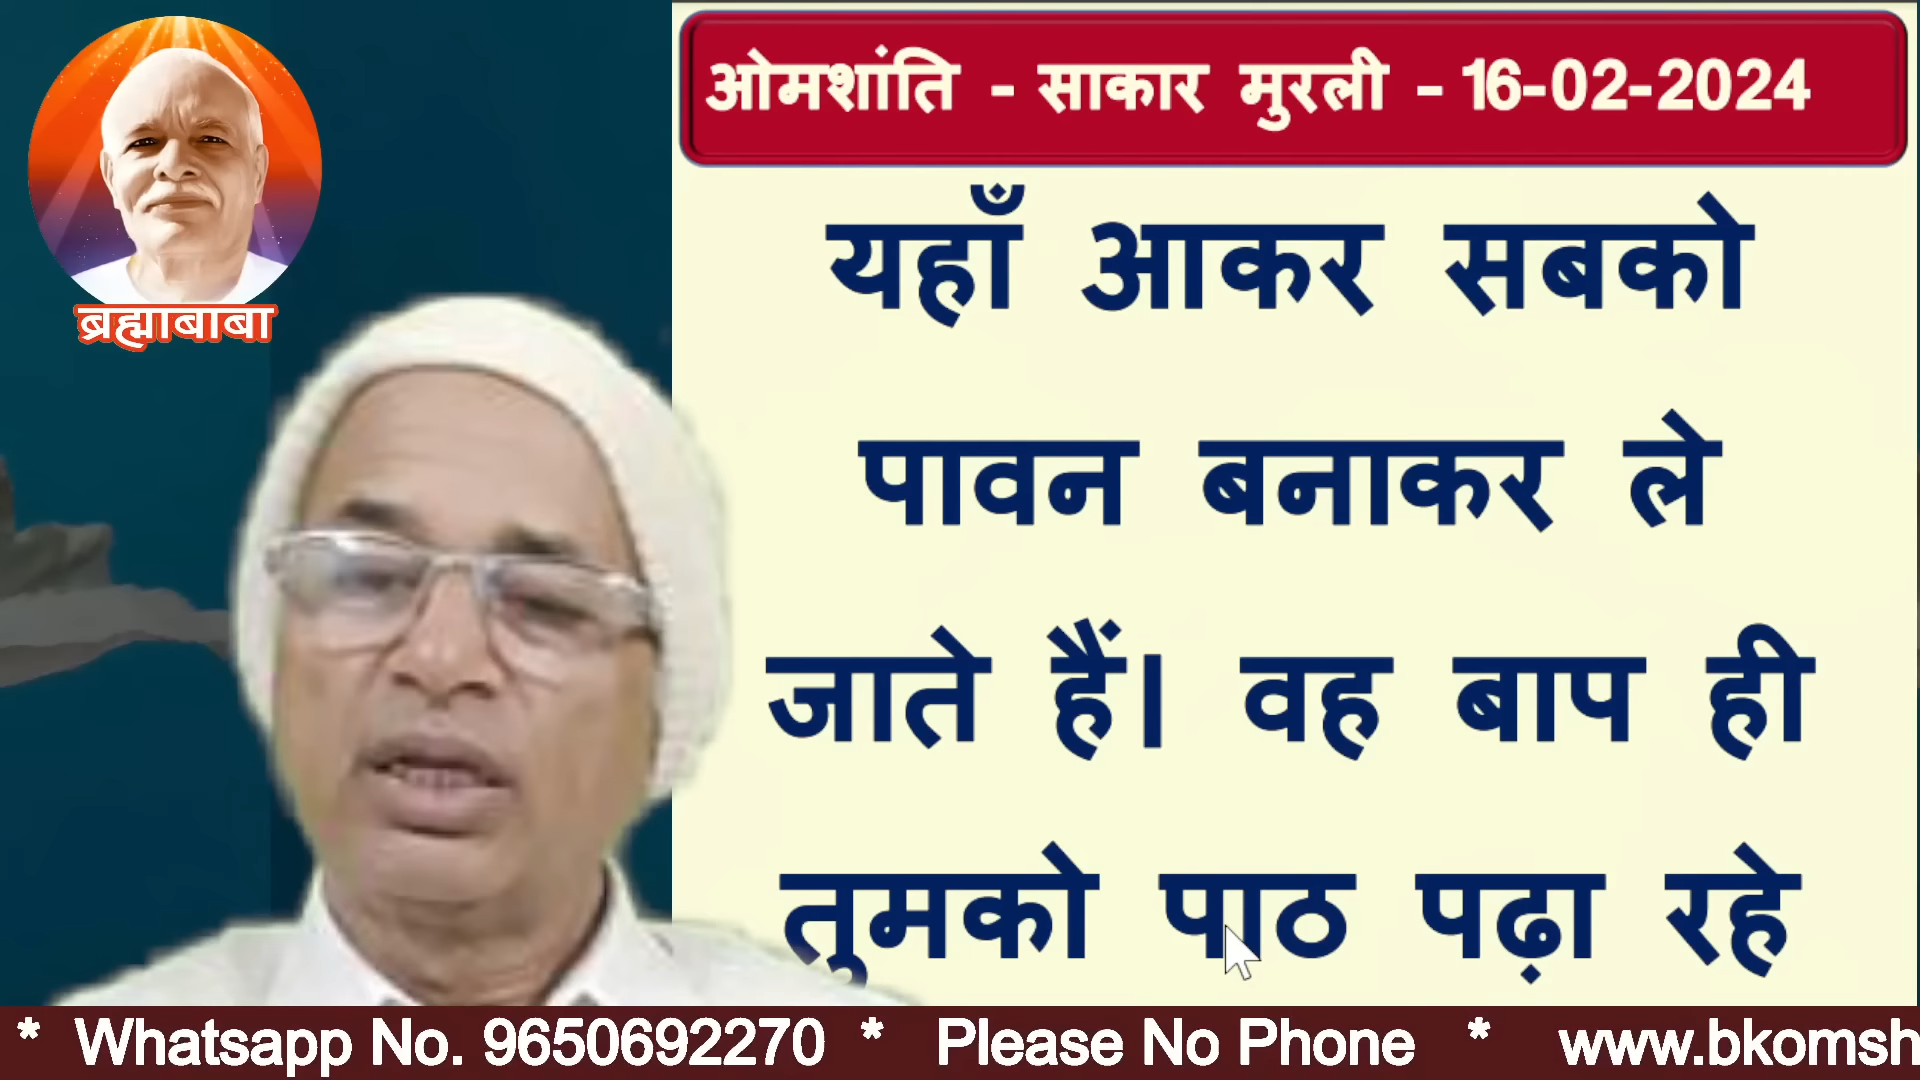 ओमशांति - साकार मुरली - 16-02-2024
ब्रह्माबाबा
यहाँ आकर सबको
पावन बनाकर ले
जाते हैं। वह बाप ही
तुमको पाठ पढ़ा रहे
* Whatsapp No. 9650692270 * Please No Phone * www.bkomsh